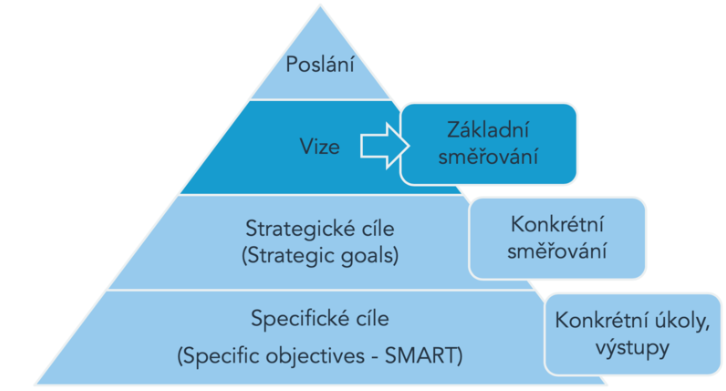 Poslání
Vize
Základní
směřování
Strategické cíle
(Strategic goals)
Konkrétní
směřování
Specifické cíle
(Specific objectives - SMART)
Konkrétní úkoly,
výstupy